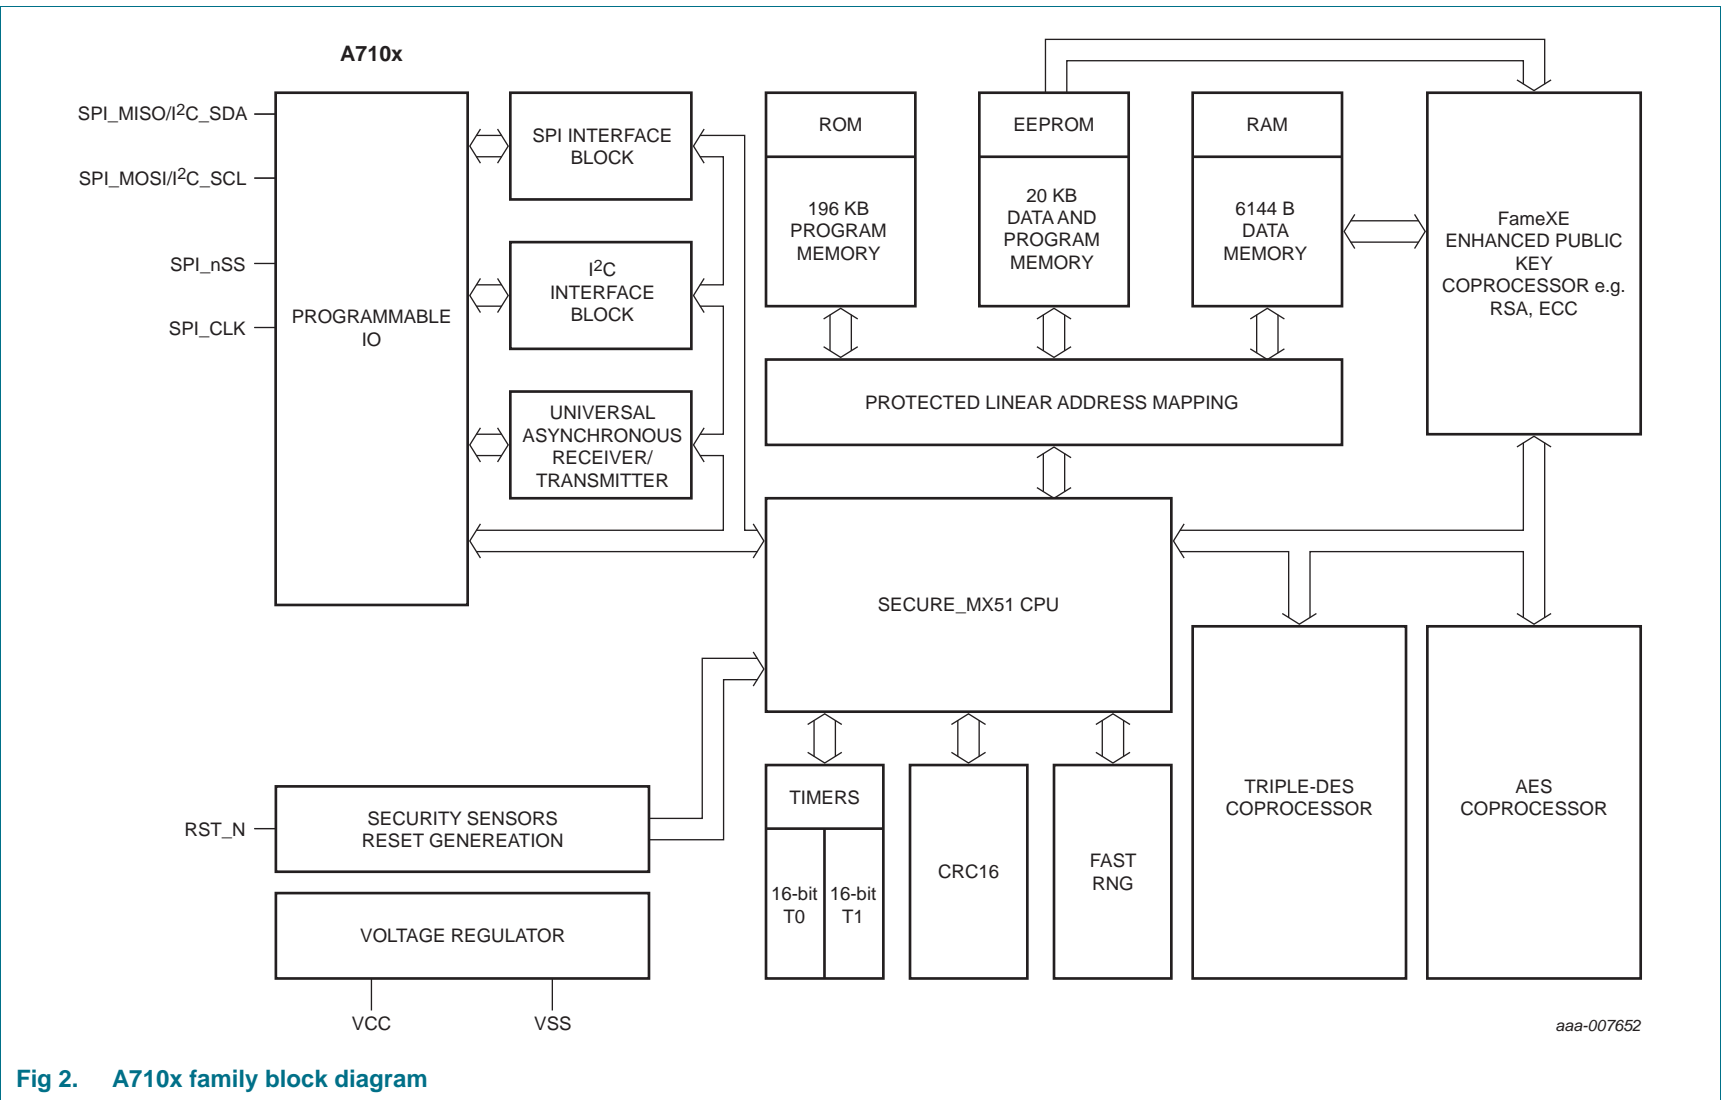 A710x
SPI_MISO/I2C_SDA
SPI_MOSI/I2C_SCL
SPI_nSS
SPI_CLK
PROGRAMMABLE
IO
SPI INTERFACE
BLOCK
I2C
INTERFACE
BLOCK
UNIVERSAL
ASYNCHRONOUS
RECEIVER/
TRANSMITTER
ROM
196 KB
PROGRAM
MEMORY
EEPROM
20 KB
DATA AND
PROGRAM
MEMORY
RAM
6144 B
DATA
MEMORY
FameXE
ENHANCED PUBLIC
KEY
COPROCESSOR e.g.
RSA, ECC
PROTECTED LINEAR ADDRESS MAPPING
SECURE_MX51 CPU
RST_N
SECURITY SENSORS
RESET GENEREATION
VOLTAGE REGULATOR
VCC
VSS
TIMERS
16-bit
T0
16-bit
T1
CRC16
FAST
RNG
TRIPLE-DES
COPROCESSOR
AES
COPROCESSOR
aaa-007652
Fig 2. A710x family block diagram